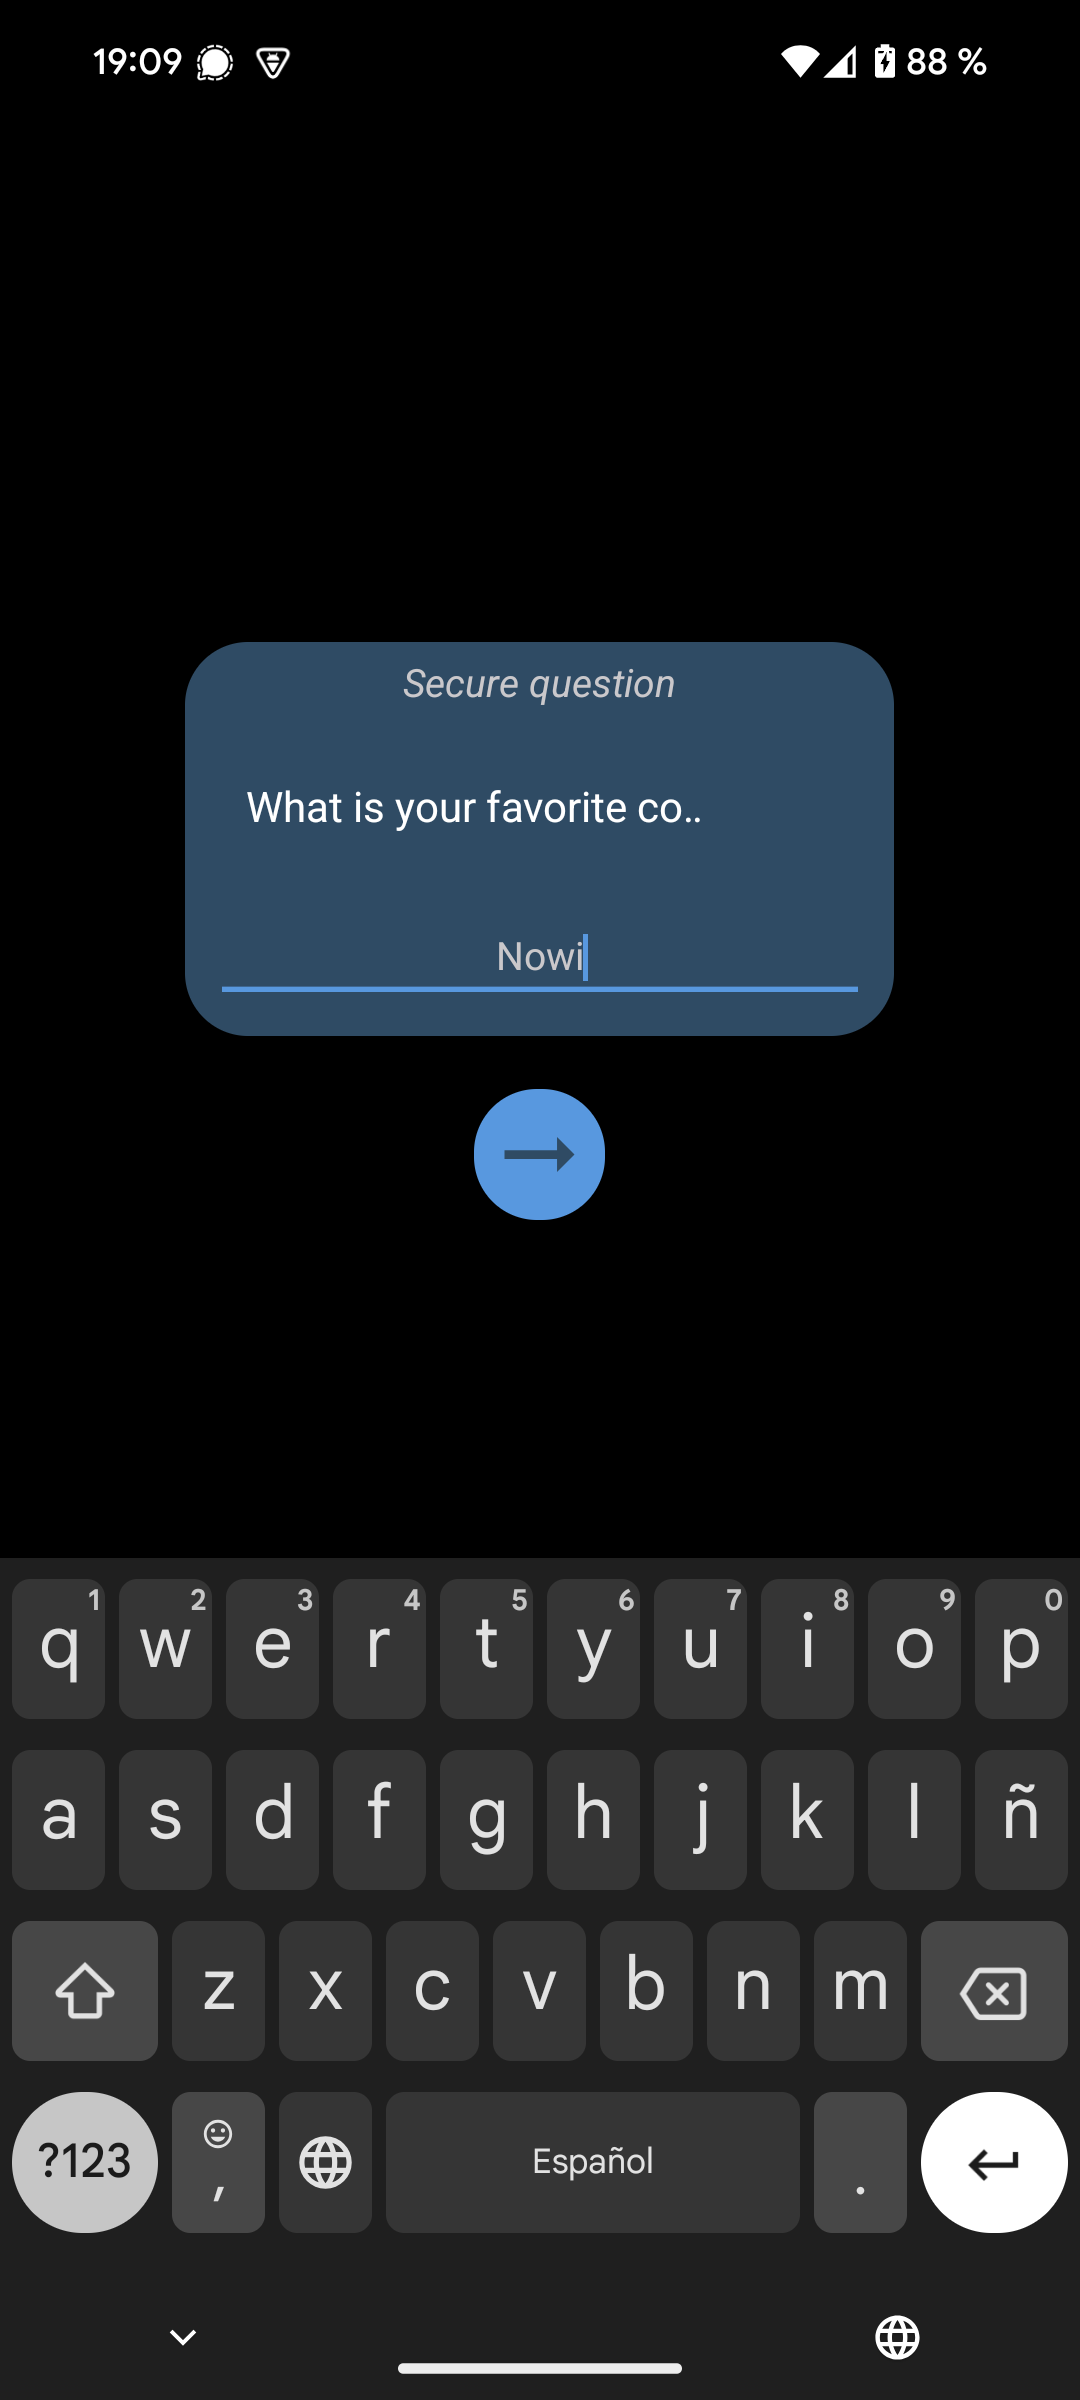 19:09 88 %
Secure question
What is your favorite co..
Nowi
1 2 3 4 5 6 7 8 9 0
q w e r t y u i o p
a s d f g h j k l ñ
z x c v b n m
?123 , Español .